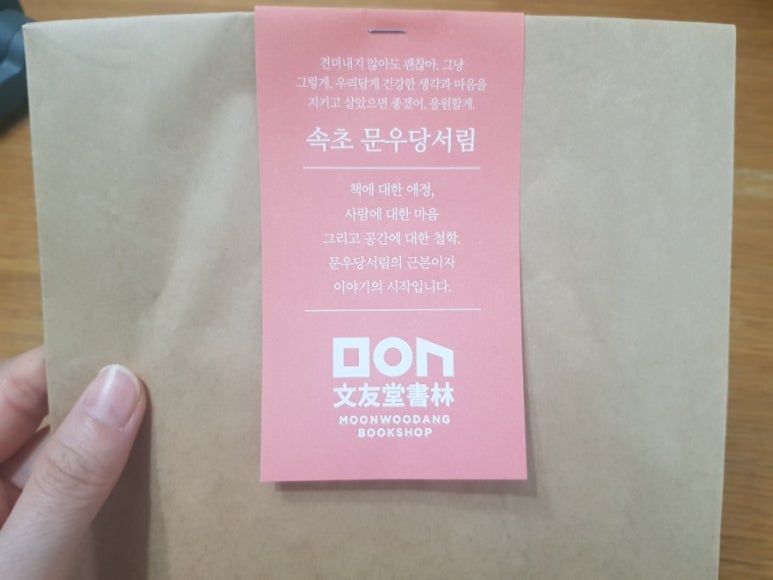 견뎌내지 않아도 괜찮아. 그냥
그렇게, 우리답게 건강한 생각과 마음을
지키고 살았으면 좋겠어. 응원할게.
속초 문우당서림
책에 대한 애정,
사람에 대한 마음
그리고 공간에 대한 철학.
문우당서림의 근본이자
이야기의 시작입니다.
文友堂書林
MOONWOODANG
BOOKSHOP